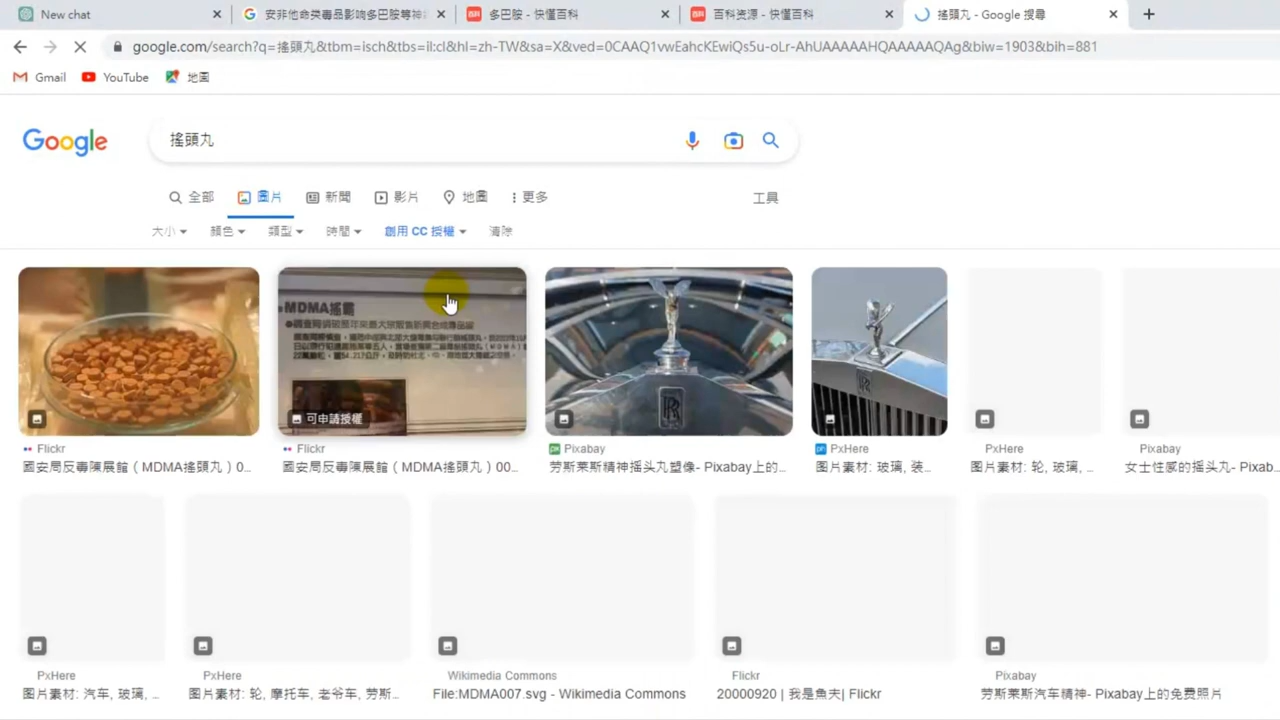 New chat
安非他命类毒品影响多巴胺等神
多巴胺 - 快懂百科
百科资源 - 快懂百科
搖頭丸 - Google 搜尋
google.com/search?q=搖頭丸&tbm=isch&tbs=il:cl&hl=zh-TW&sa=X&ved=0CAAQ1vwEahcKEwiQs5u-oLr-AhUAAAAAHQAAAAAQAg&biw=1903&bih=881
Gmail YouTube 地圖
Google
搖頭丸
全部 圖片 新聞 影片 地圖 更多 工具
大小 顏色 類型 時間 創用 CC 授權 清除
MDMA搖頭
可申請授權
Flickr
國安局反毒陳展館（MDMA搖頭丸）0...
Flickr
國安局反毒陳展館（MDMA搖頭丸）00...
Pixabay
劳斯莱斯精神摇头丸塑像- Pixabay上的...
PxHere
图片素材: 玻璃, 装...
PxHere
图片素材: 轮, 玻璃, ...
Pixabay
女士性感的摇头丸- Pixab...
PxHere
图片素材: 汽车, 玻璃, ...
PxHere
图片素材: 轮, 摩托车, 老爷车, 劳斯...
Wikimedia Commons
File:MDMA007.svg - Wikimedia Commons
Flickr
20000920 | 我是魚夫| Flickr
Pixabay
劳斯莱斯汽车精神- Pixabay上的免费照片